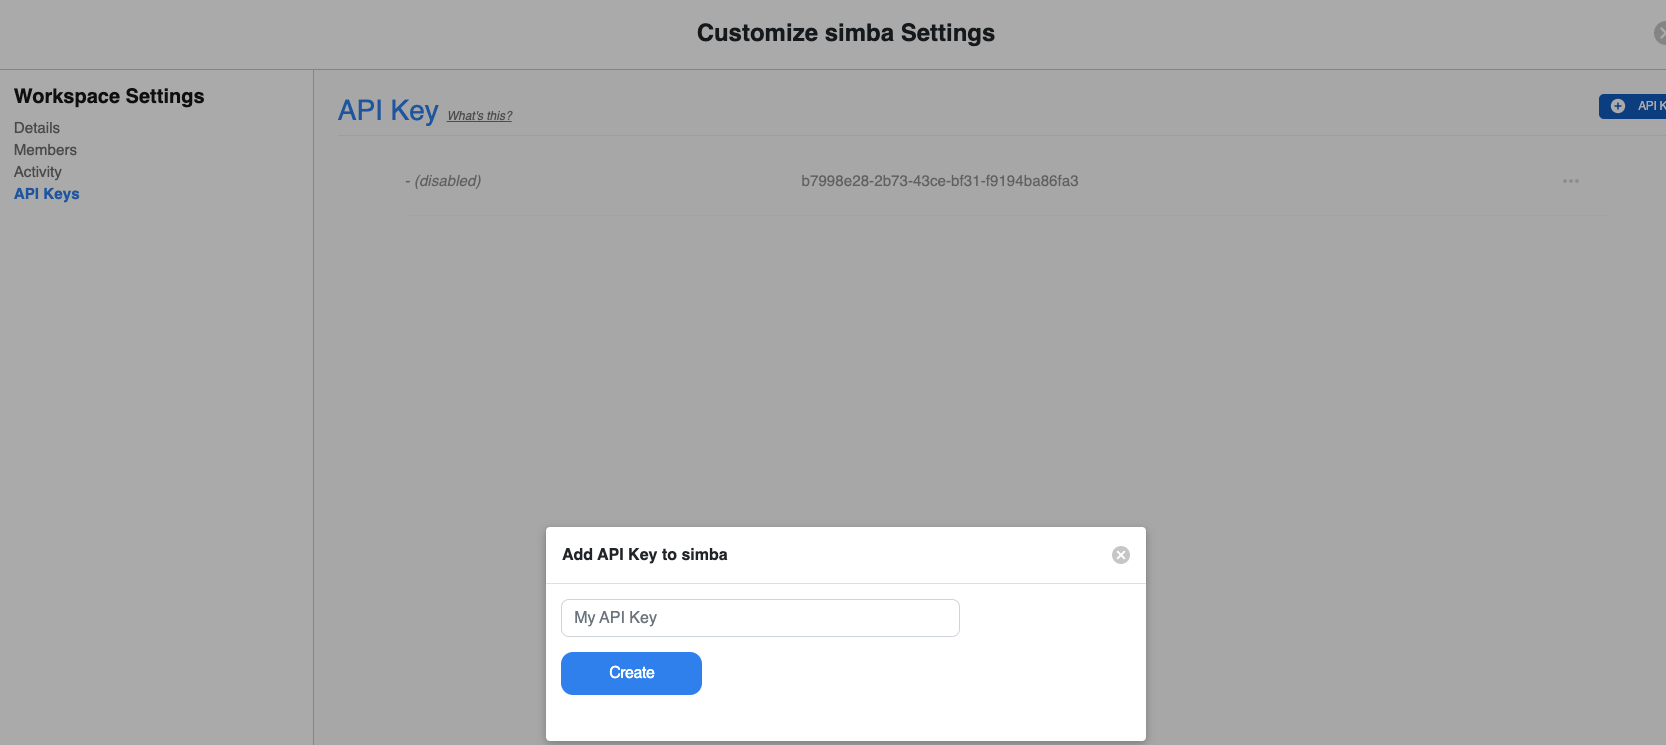 Customize simba Settings
Workspace Settings
Details
Members
Activity
API Keys
API Key What's this?
API K
- (disabled) b7998e28-2b73-43ce-bf31-f9194ba86fa3
Add API Key to simba
My API Key
Create